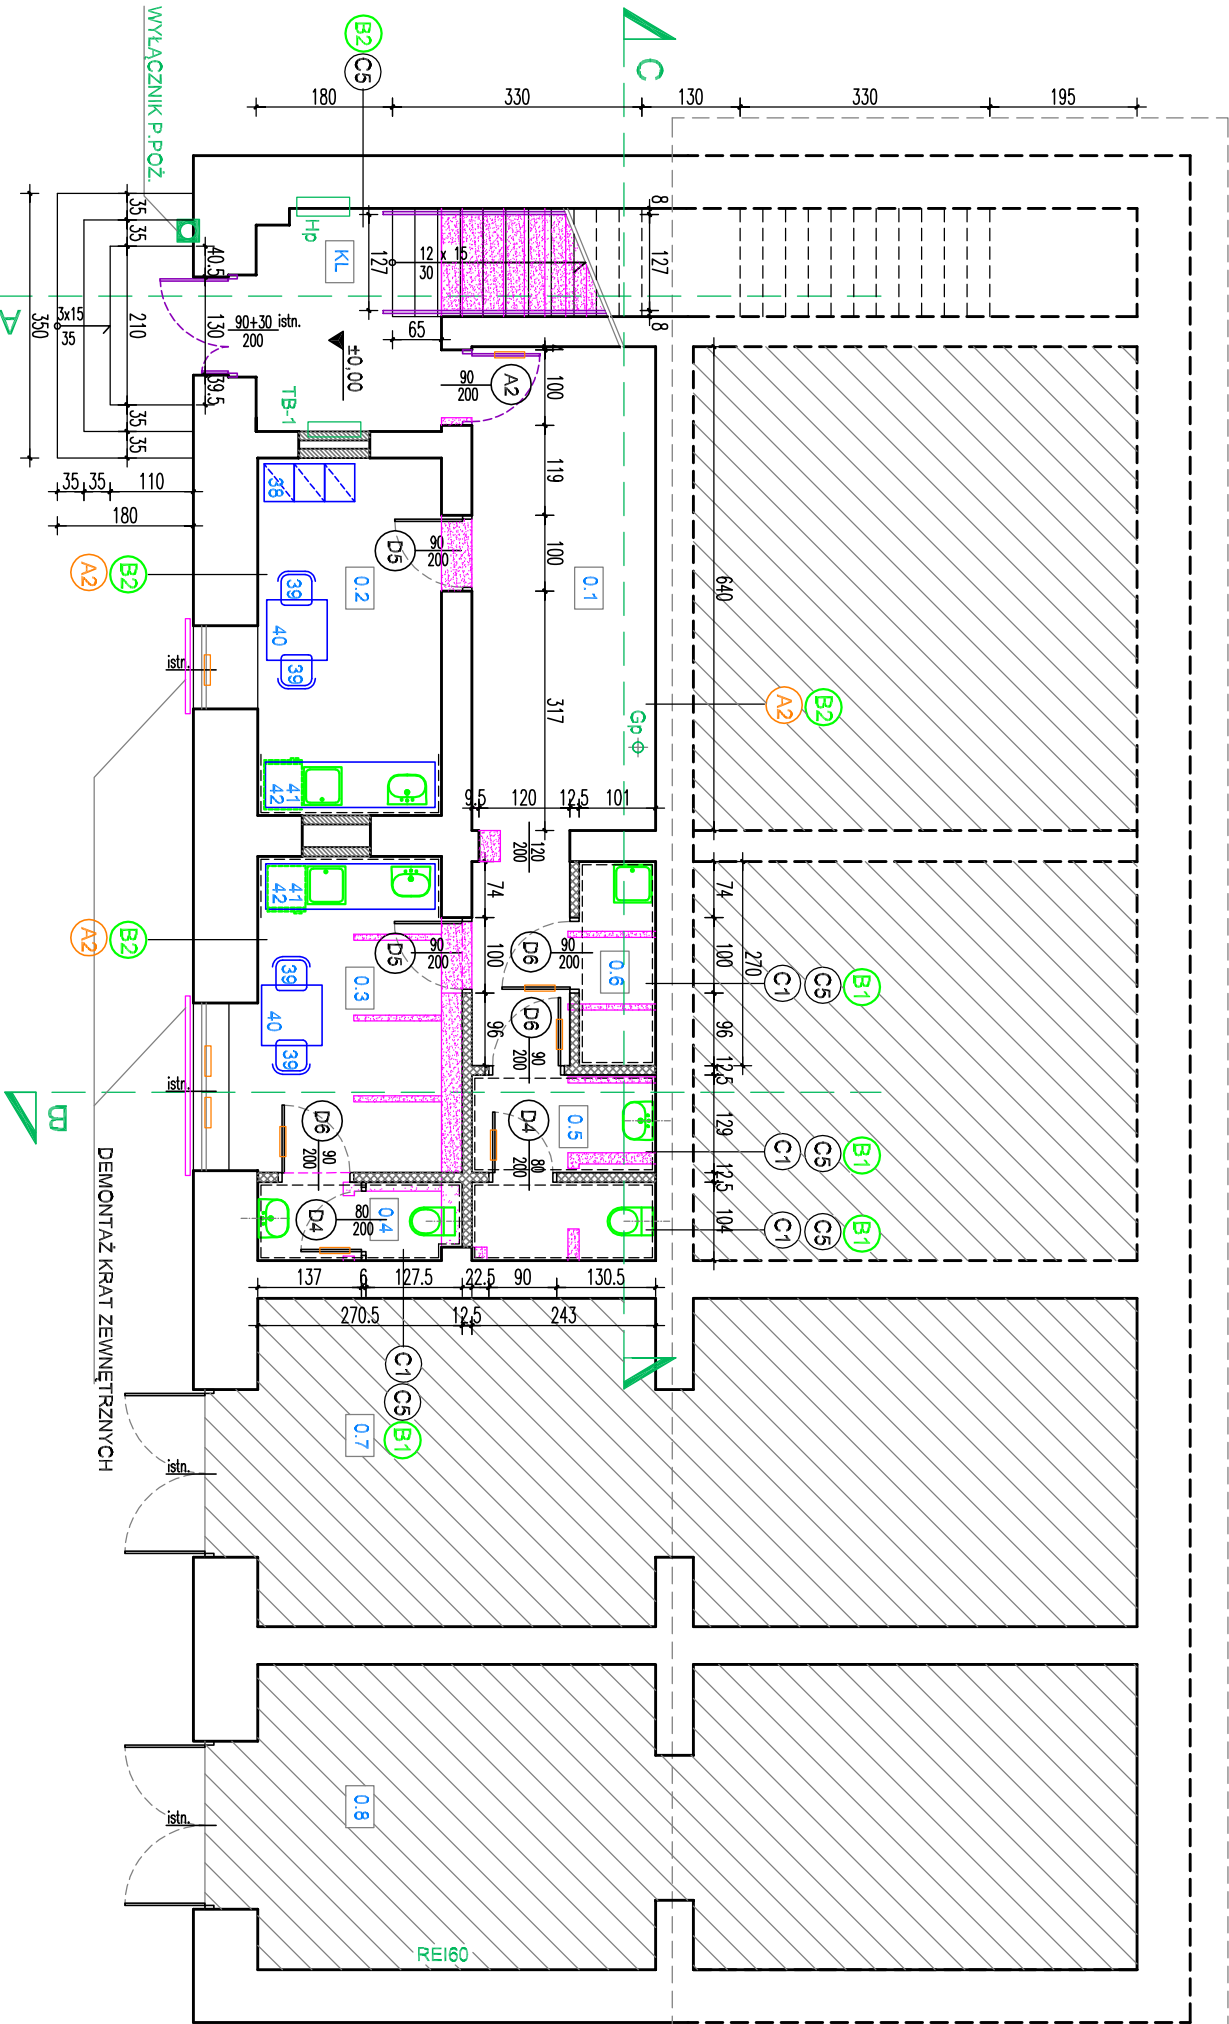 WYŁĄCZNIK P.POŻ.
B2 C5
C
180
330
130
330
195
Hp
KL
127
12 x 15
30
8
127
8
35
35
40.5
3x15
35
350
210
130
90+30 istn.
200
±0,00
65
39.5
35
35
A
TB-1
90
200
A2
100
119
100
317
640
35
35
110
180
38
39
40
39
0.2
D5
90
200
0.1
A2 B2
istn.
A2 B2
Gp
41
42
9.5
120
12.5
101
120
200
74
100
96
41
42
39
40
39
0.3
D5
90
200
D6
90
200
0.6
74
100
96
270
12.5
129
12.5
104
C1 C5 B1
A2 B2
istn.
D6
90
200
D4
80
200
0.5
C1 C5 B1
B
D6
90
200
D4
80
200
0.4
C1 C5 B1
137
6
127.5
22.5
90
130.5
270.5
12.5
243
C1 C5 B1
DEMONTAŻ KRAT ZEWNĘTRZNYCH
0.7
istn.
0.8
istn.
REI60